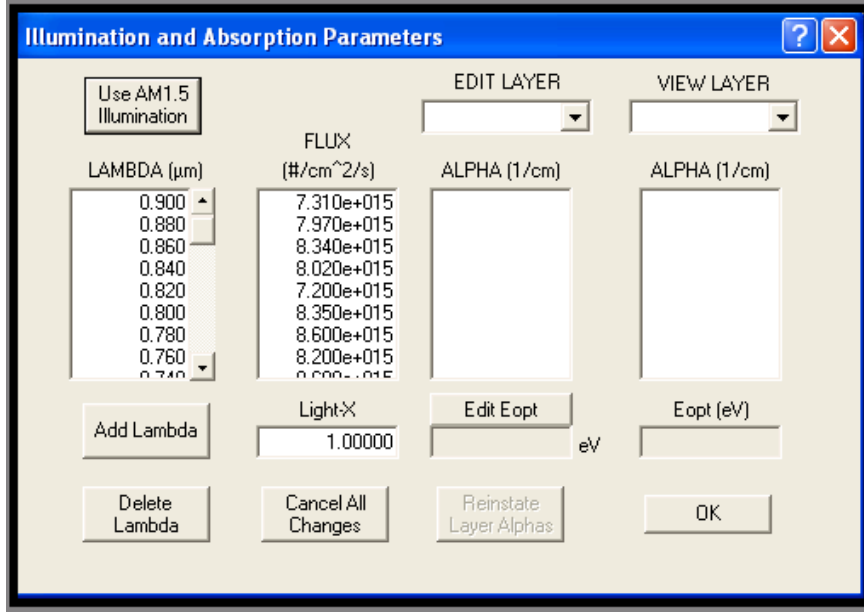 Illumination and Absorption Parameters
?
Use AM1.5
Illumination
EDIT LAYER
VIEW LAYER
FLUX
LAMBDA (µm)
(#/cm^2/s)
ALPHA (1/cm)
ALPHA (1/cm)
0.900 7.310e+015
0.880 7.970e+015
0.860 8.340e+015
0.840 8.020e+015
0.820 7.200e+015
0.800 8.350e+015
0.780 8.600e+015
0.760 8.200e+015
Add Lambda
Light-X
1.00000
Edit Eopt
eV
Eopt (eV)
Delete
Lambda
Cancel All
Changes
Reinstate
Layer Alphas
OK